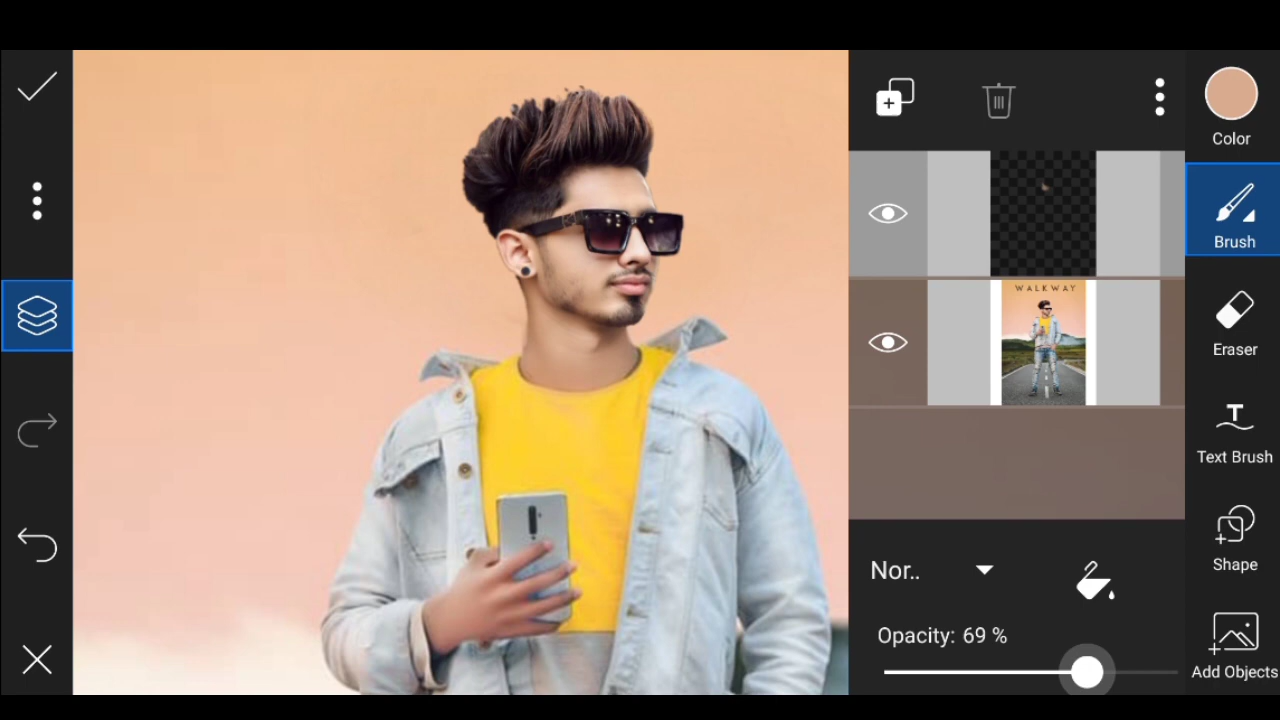 Color
WALKWAY
Brush
Eraser
Text Brush
Shape
Nor..
Opacity: 69 %
Add Objects